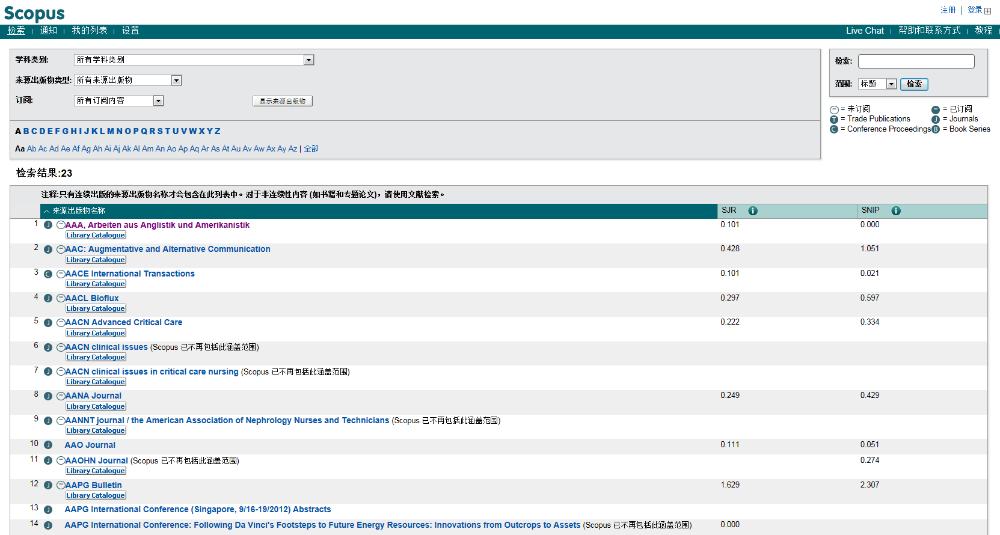 Scopus
注册 | 登录
检索 | 通知 | 我的列表 | 设置
Live Chat | 帮助和联系方式 | 教程
学科类别: 所有学科类别
来源出版物类型: 所有来源出版物
订阅: 所有订阅内容 显示来源出版物
检索:
范围: 标题 检索
= 未订阅 = 已订阅
T = Trade Publications J = Journals
C = Conference Proceedings B = Book Series
A B C D E F G H I J K L M N O P Q R S T U V W X Y Z
Aa Ab Ac Ad Ae Af Ag Ah Ai Aj Ak Al Am An Ao Ap Aq Ar As At Au Av Aw Ax Ay Az | 全部
检索结果:23
注释:只有连续出版的来源出版物名称才会包含在此列表中。对于非连续性内容 (如书籍和专题论文)，请使用文献检索。
来源出版物名称 SJR i SNIP i
1 J AAA, Arbeiten aus Anglistik und Amerikanistik 0.101 0.000
Library Catalogue
2 J AAC: Augmentative and Alternative Communication 0.428 1.051
Library Catalogue
3 C AACE International Transactions 0.101 0.021
Library Catalogue
4 J AACL Bioflux 0.297 0.597
Library Catalogue
5 J AACN Advanced Critical Care 0.222 0.334
Library Catalogue
6 J AACN clinical issues (Scopus 已不再包括此涵盖范围)
Library Catalogue
7 J AACN clinical issues in critical care nursing (Scopus 已不再包括此涵盖范围)
Library Catalogue
8 J AANA Journal 0.249 0.429
Library Catalogue
9 J AANNT journal / the American Association of Nephrology Nurses and Technicians (Scopus 已不再包括此涵盖范围)
Library Catalogue
10 J AAO Journal 0.111 0.051
11 J AAOHN Journal (Scopus 已不再包括此涵盖范围) 0.274
Library Catalogue
12 J AAPG Bulletin 1.629 2.307
Library Catalogue
13 J AAPG International Conference (Singapore, 9/16-19/2012) Abstracts
14 J AAPG International Conference: Following Da Vinci's Footsteps to Future Energy Resources: Innovations from Outcrops to Assets (Scopus 已不再包括此涵盖范围) 0.000